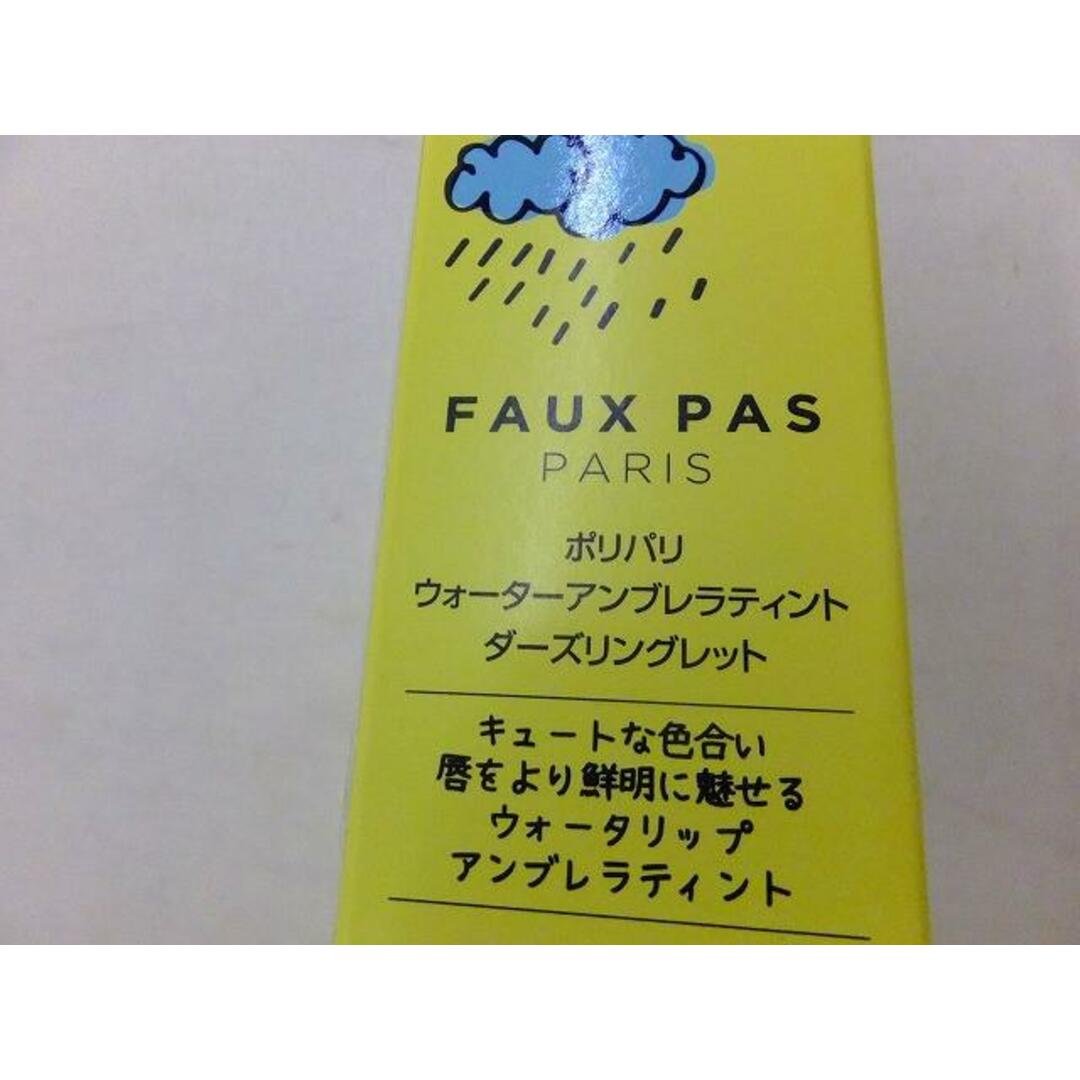 FAUX PAS
PARIS
ポリパリ
ウォーターアンブレラティント
ダーズリングレット
キュートな色合い
唇をより鮮明に魅せる
ウォータリップ
アンブレラティント